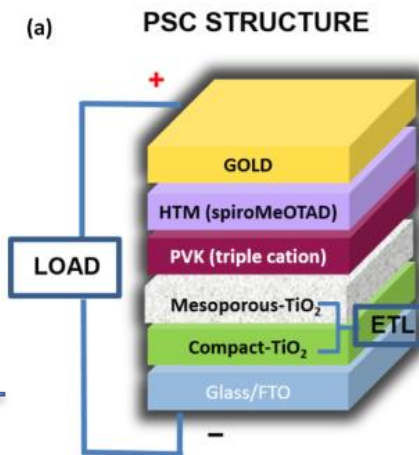 (a) PSC STRUCTURE
+
GOLD
HTM (spiroMeOTAD)
PVK (triple cation)
LOAD
Mesoporous-TiO₂
ETL
Compact-TiO₂
Glass/FTO
−